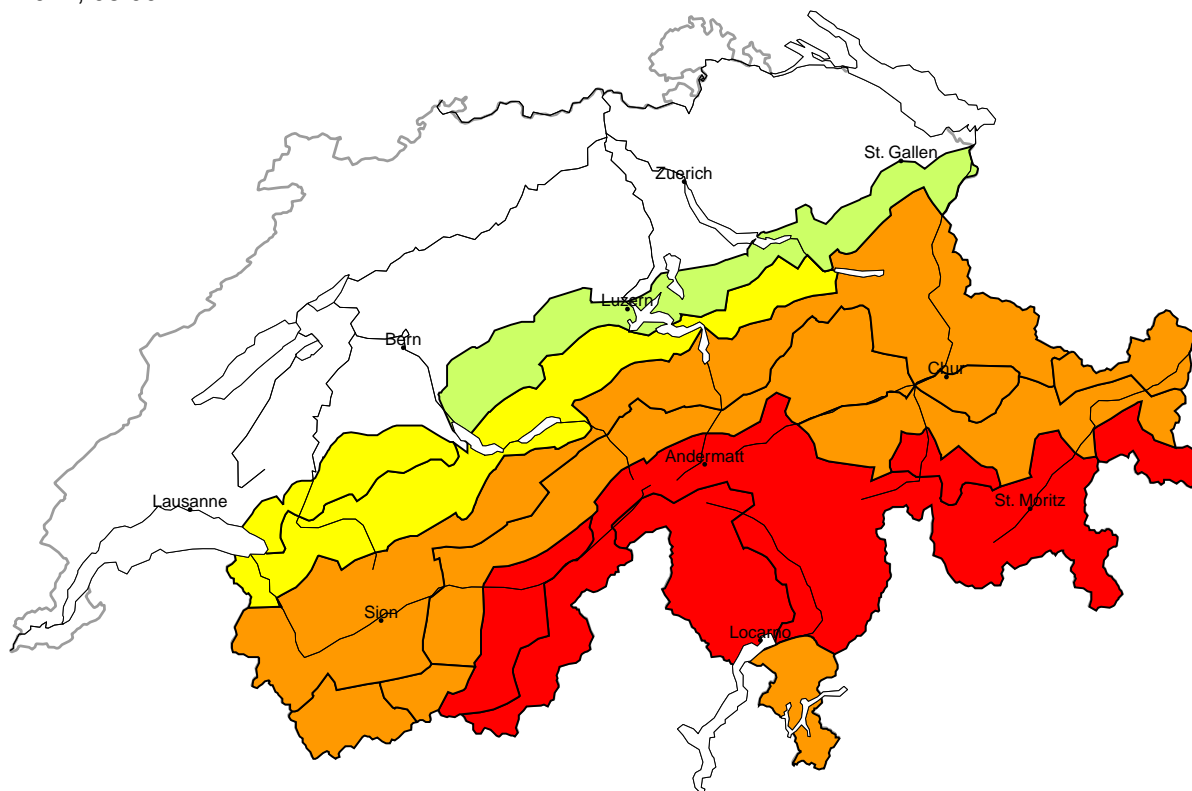 St. Gallen
Zuerich
Luzern
Bern
Chur
Andermatt
Lausanne
St. Moritz
Sion
Locarno